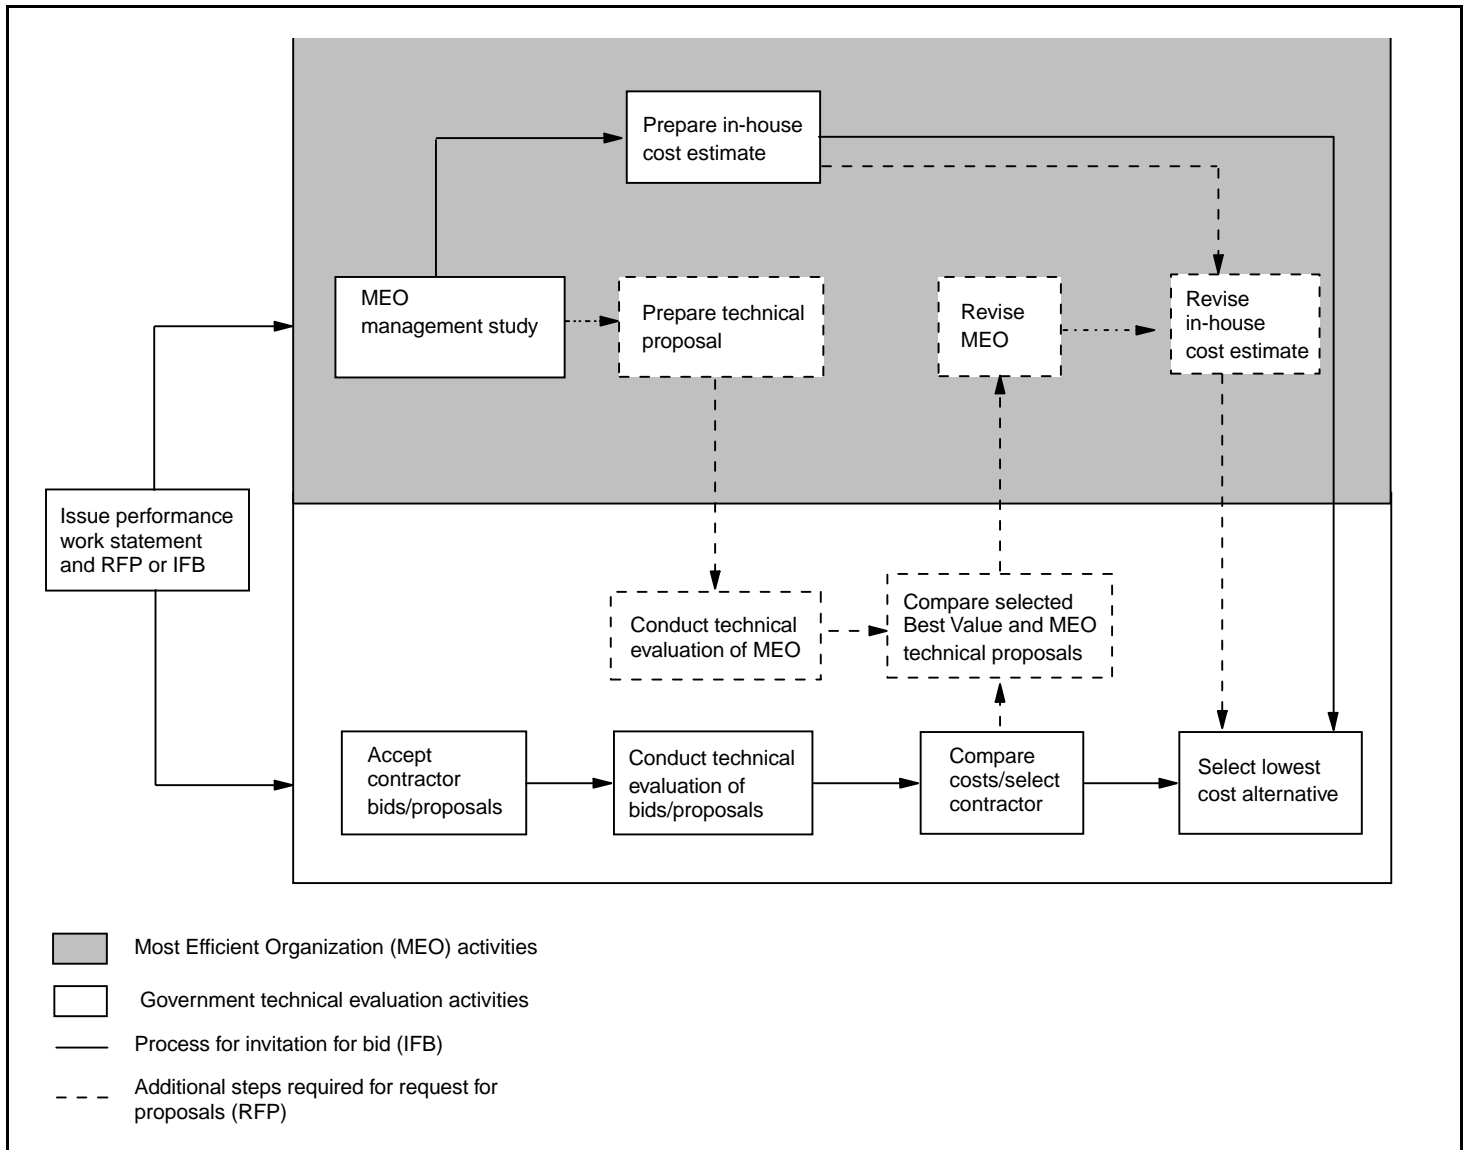 Prepare in-house
cost estimate
MEO
management study
Prepare technical
proposal
Revise
MEO
Revise
in-house
cost estimate
Issue performance
work statement
and RFP or IFB
Conduct technical
evaluation of MEO
Compare selected
Best Value and MEO
technical proposals
Accept
contractor
bids/proposals
Conduct technical
evaluation of
bids/proposals
Compare
costs/select
contractor
Select lowest
cost alternative
Most Efficient Organization (MEO) activities
Government technical evaluation activities
Process for invitation for bid (IFB)
Additional steps required for request for
proposals (RFP)